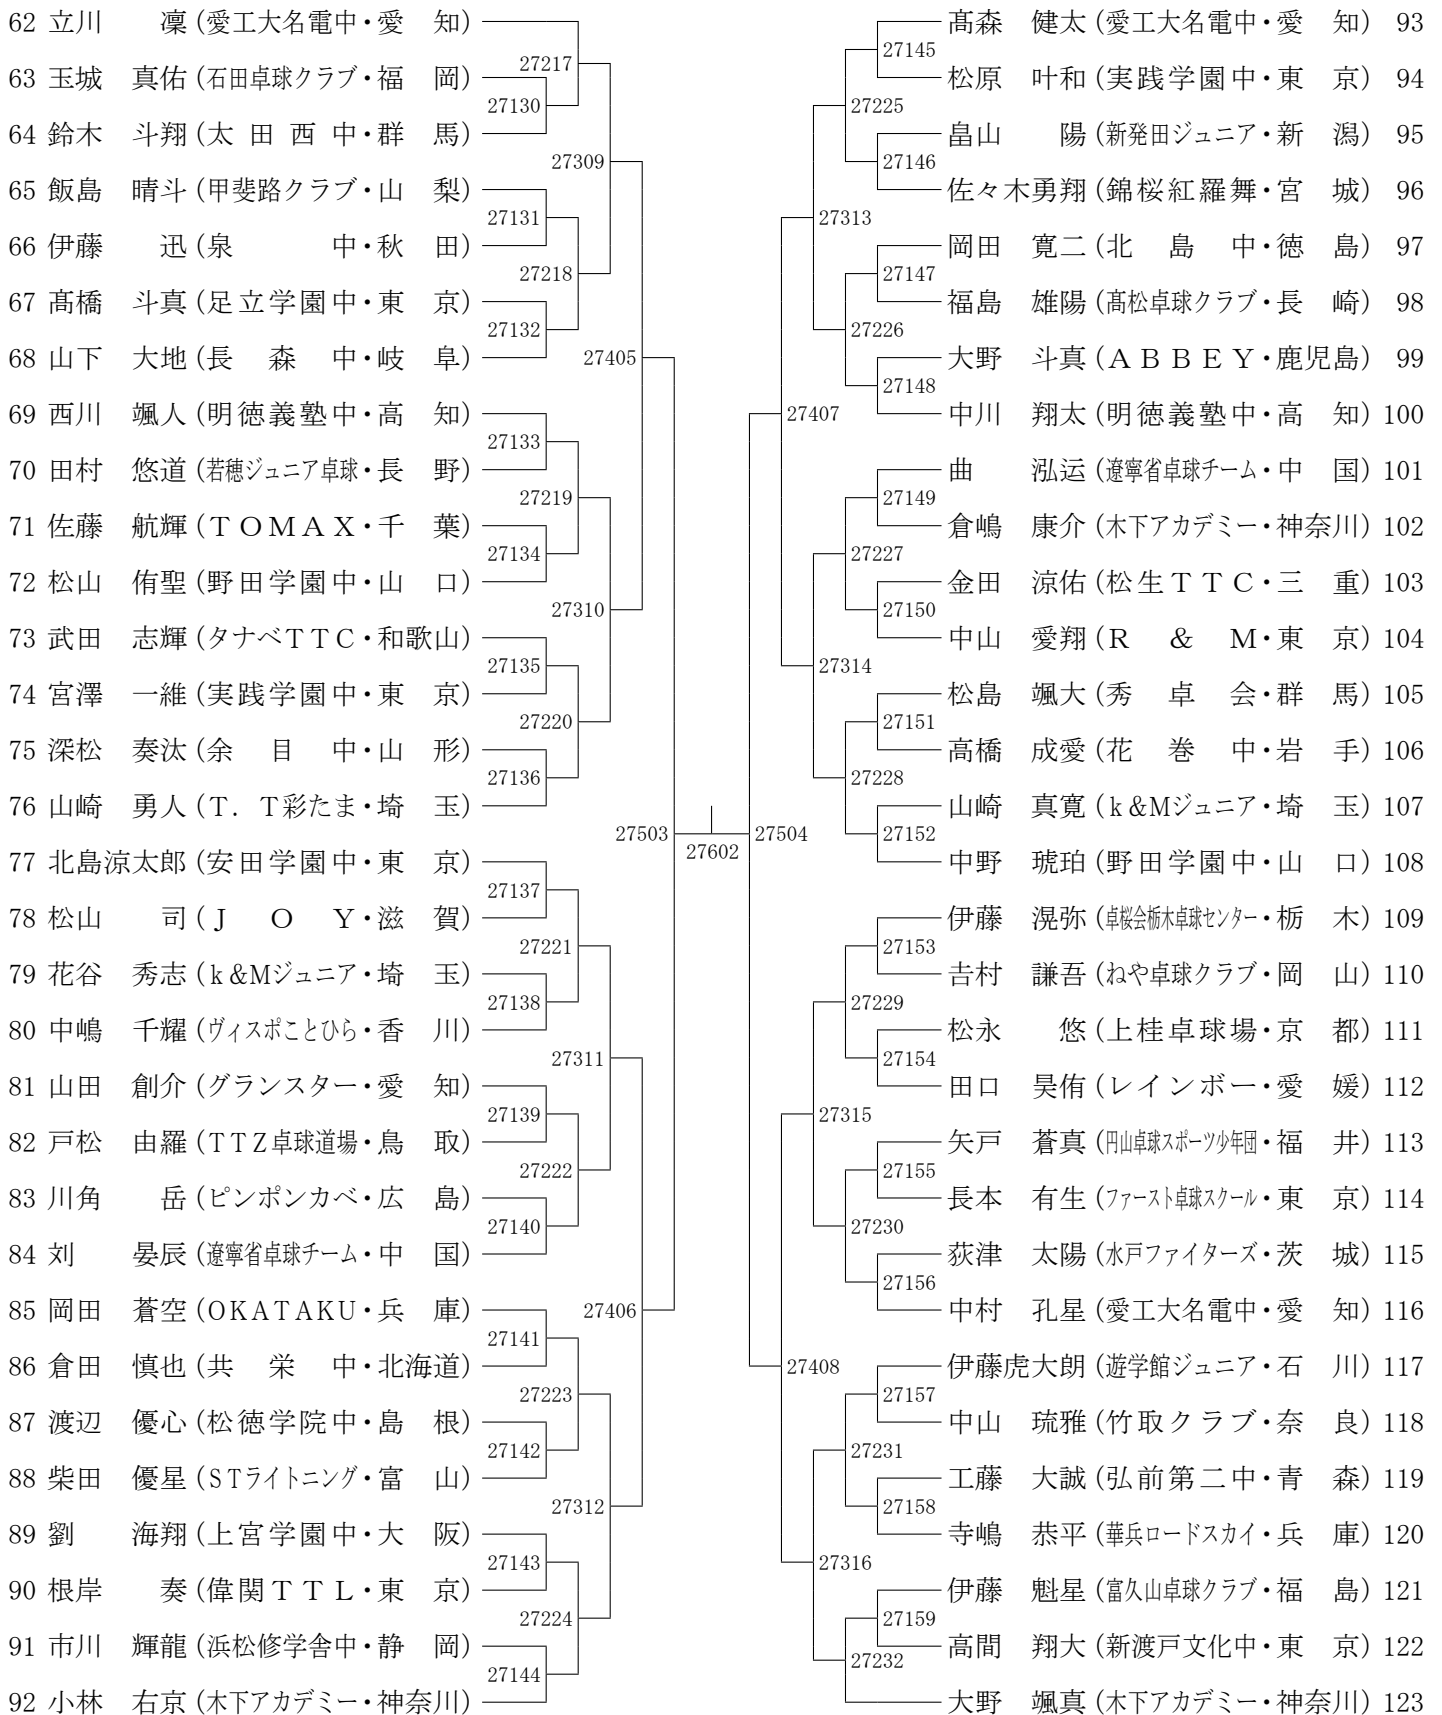 62 立川　　凜 (愛工大名電中・愛　知)
27217
63 玉城　真佑 (石田卓球クラブ・福　岡)
27130
64 鈴木　斗翔 (太田西中・群　馬)
27309
65 飯島　晴斗 (甲斐路クラブ・山　梨)
27131
66 伊藤　　迅 (泉　　中・秋　田)
27218
67 髙橋　斗真 (足立学園中・東　京)
27132
68 山下　大地 (長　森　中・岐　阜)
27405
69 西川　颯人 (明徳義塾中・高　知)
27133
70 田村　悠道 (若穂ジュニア卓球・長　野)
27219
71 佐藤　航輝 (TOMAX・千　葉)
27134
72 松山　侑聖 (野田学園中・山　口)
27310
73 武田　志輝 (タナベTTC・和歌山)
27135
74 宮澤　一維 (実践学園中・東　京)
27220
75 深松　奏汰 (余　目　中・山　形)
27136
76 山崎　勇人 (T．T彩たま・埼　玉)
27503
77 北島涼太郎 (安田学園中・東　京)
27137
78 松山　　司 (J　O　Y・滋　賀)
27221
79 花谷　秀志 (k&Mジュニア・埼　玉)
27138
80 中嶋　千耀 (ヴィスポことひら・香　川)
27311
81 山田　創介 (グランスター・愛　知)
27139
82 戸松　由羅 (TTZ卓球道場・鳥　取)
27222
83 川角　　岳 (ピンポンカベ・広　島)
27140
84 刘　　晏辰 (遼寧省卓球チーム・中　国)
85 岡田　蒼空 (OKATAKU・兵　庫)
27406
27141
86 倉田　慎也 (共　栄　中・北海道)
27223
87 渡辺　優心 (松徳学院中・島　根)
27142
88 柴田　優星 (STライトニング・富　山)
27312
89 劉　　海翔 (上宮学園中・大　阪)
27143
90 根岸　　奏 (偉関TTL・東　京)
27224
91 市川　輝龍 (浜松修学舎中・静　岡)
27144
92 小林　右京 (木下アカデミー・神奈川)
27602
髙森　健太 (愛工大名電中・愛　知) 93
27145
松原　叶和 (実践学園中・東　京) 94
27225
畠山　　陽 (新発田ジュニア・新　潟) 95
27146
佐々木勇翔 (錦桜紅羅舞・宮　城) 96
27313
岡田　寛二 (北　島　中・徳　島) 97
27147
福島　雄陽 (髙松卓球クラブ・長　崎) 98
27226
大野　斗真 (ABBEY・鹿児島) 99
27148
中川　翔太 (明徳義塾中・高　知) 100
27407
曲　　泓运 (遼寧省卓球チーム・中　国) 101
27149
倉嶋　康介 (木下アカデミー・神奈川) 102
27227
金田　涼佑 (松生TTC・三　重) 103
27150
中山　愛翔 (R　&　M・東　京) 104
27314
松島　颯大 (秀　卓　会・群　馬) 105
27151
高橋　成愛 (花　巻　中・岩　手) 106
27228
山崎　真寛 (k&Mジュニア・埼　玉) 107
27504
27152
中野　琥珀 (野田学園中・山　口) 108
伊藤　滉弥 (卓桜会栃木卓球センター・栃　木) 109
27153
𠮷村　謙吾 (ねや卓球クラブ・岡　山) 110
27229
松永　　悠 (上桂卓球場・京　都) 111
27154
田口　昊侑 (レインボー・愛　媛) 112
27315
矢戸　蒼真 (円山卓球スポーツ少年団・福　井) 113
27155
長本　有生 (ファースト卓球スクール・東　京) 114
27230
荻津　太陽 (水戸ファイターズ・茨　城) 115
27156
中村　孔星 (愛工大名電中・愛　知) 116
27408
伊藤虎大朗 (遊学館ジュニア・石　川) 117
27157
中山　琉雅 (竹取クラブ・奈　良) 118
27231
工藤　大誠 (弘前第二中・青　森) 119
27158
寺嶋　恭平 (華兵ロードスカイ・兵　庫) 120
27316
伊藤　魁星 (富久山卓球クラブ・福　島) 121
27159
高間　翔大 (新渡戸文化中・東　京) 122
27232
大野　颯真 (木下アカデミー・神奈川) 123